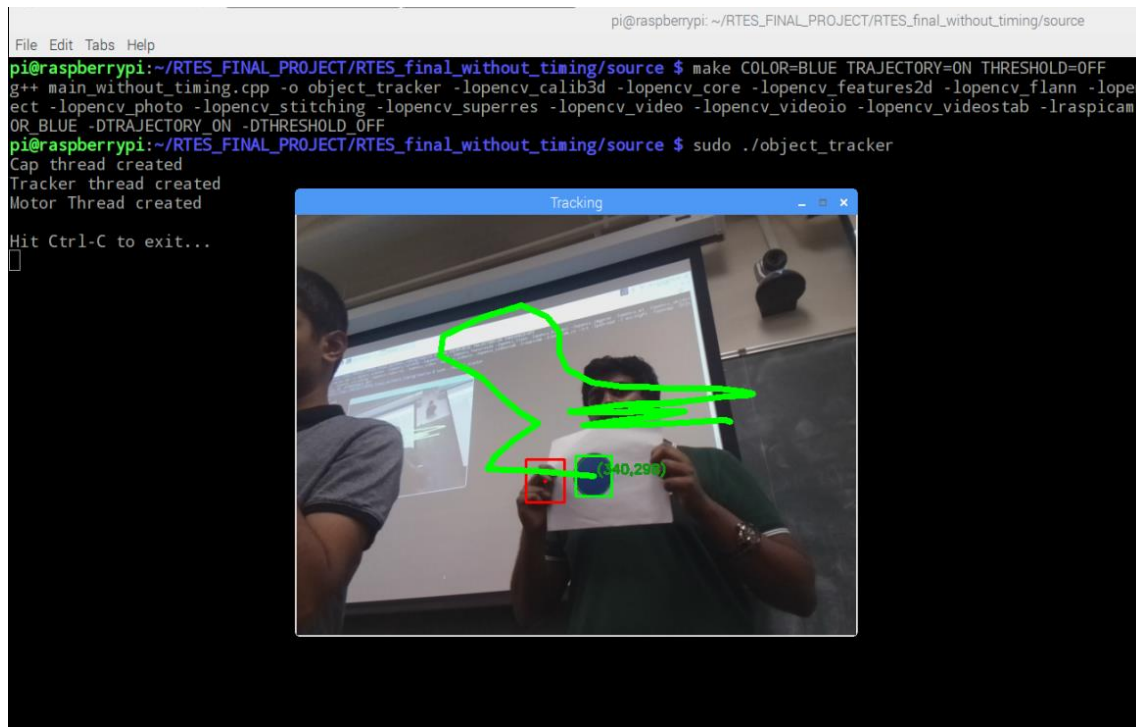 pi@raspberrypi: ~/RTES_FINAL_PROJECT/RTES_final_without_timing/source
File Edit Tabs Help
pi@raspberrypi:~/RTES_FINAL_PROJECT/RTES_final_without_timing/source $ make COLOR=BLUE TRAJECTORY=ON THRESHOLD=OFF
g++ main_without_timing.cpp -o object_tracker -lopencv_calib3d -lopencv_core -lopencv_features2d -lopencv_flann -lope
ect -lopencv_photo -lopencv_stitching -lopencv_superres -lopencv_video -lopencv_videoio -lopencv_videostab -lraspicam
OR_BLUE -DTRAJECTORY_ON -DTHRESHOLD_OFF
pi@raspberrypi:~/RTES_FINAL_PROJECT/RTES_final_without_timing/source $ sudo ./object_tracker
Cap thread created
Tracker thread created
Motor Thread created
Hit Ctrl-C to exit...
Tracking